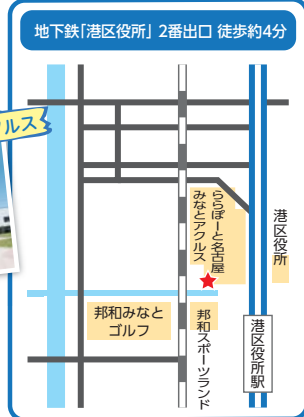 地下鉄「港区役所」2番出口 徒歩約4分
ルス
ららぽーと名古屋
みなとアクルス
港区役所
邦和みなと
ゴルフ
邦和スポーツランド
港区役所駅